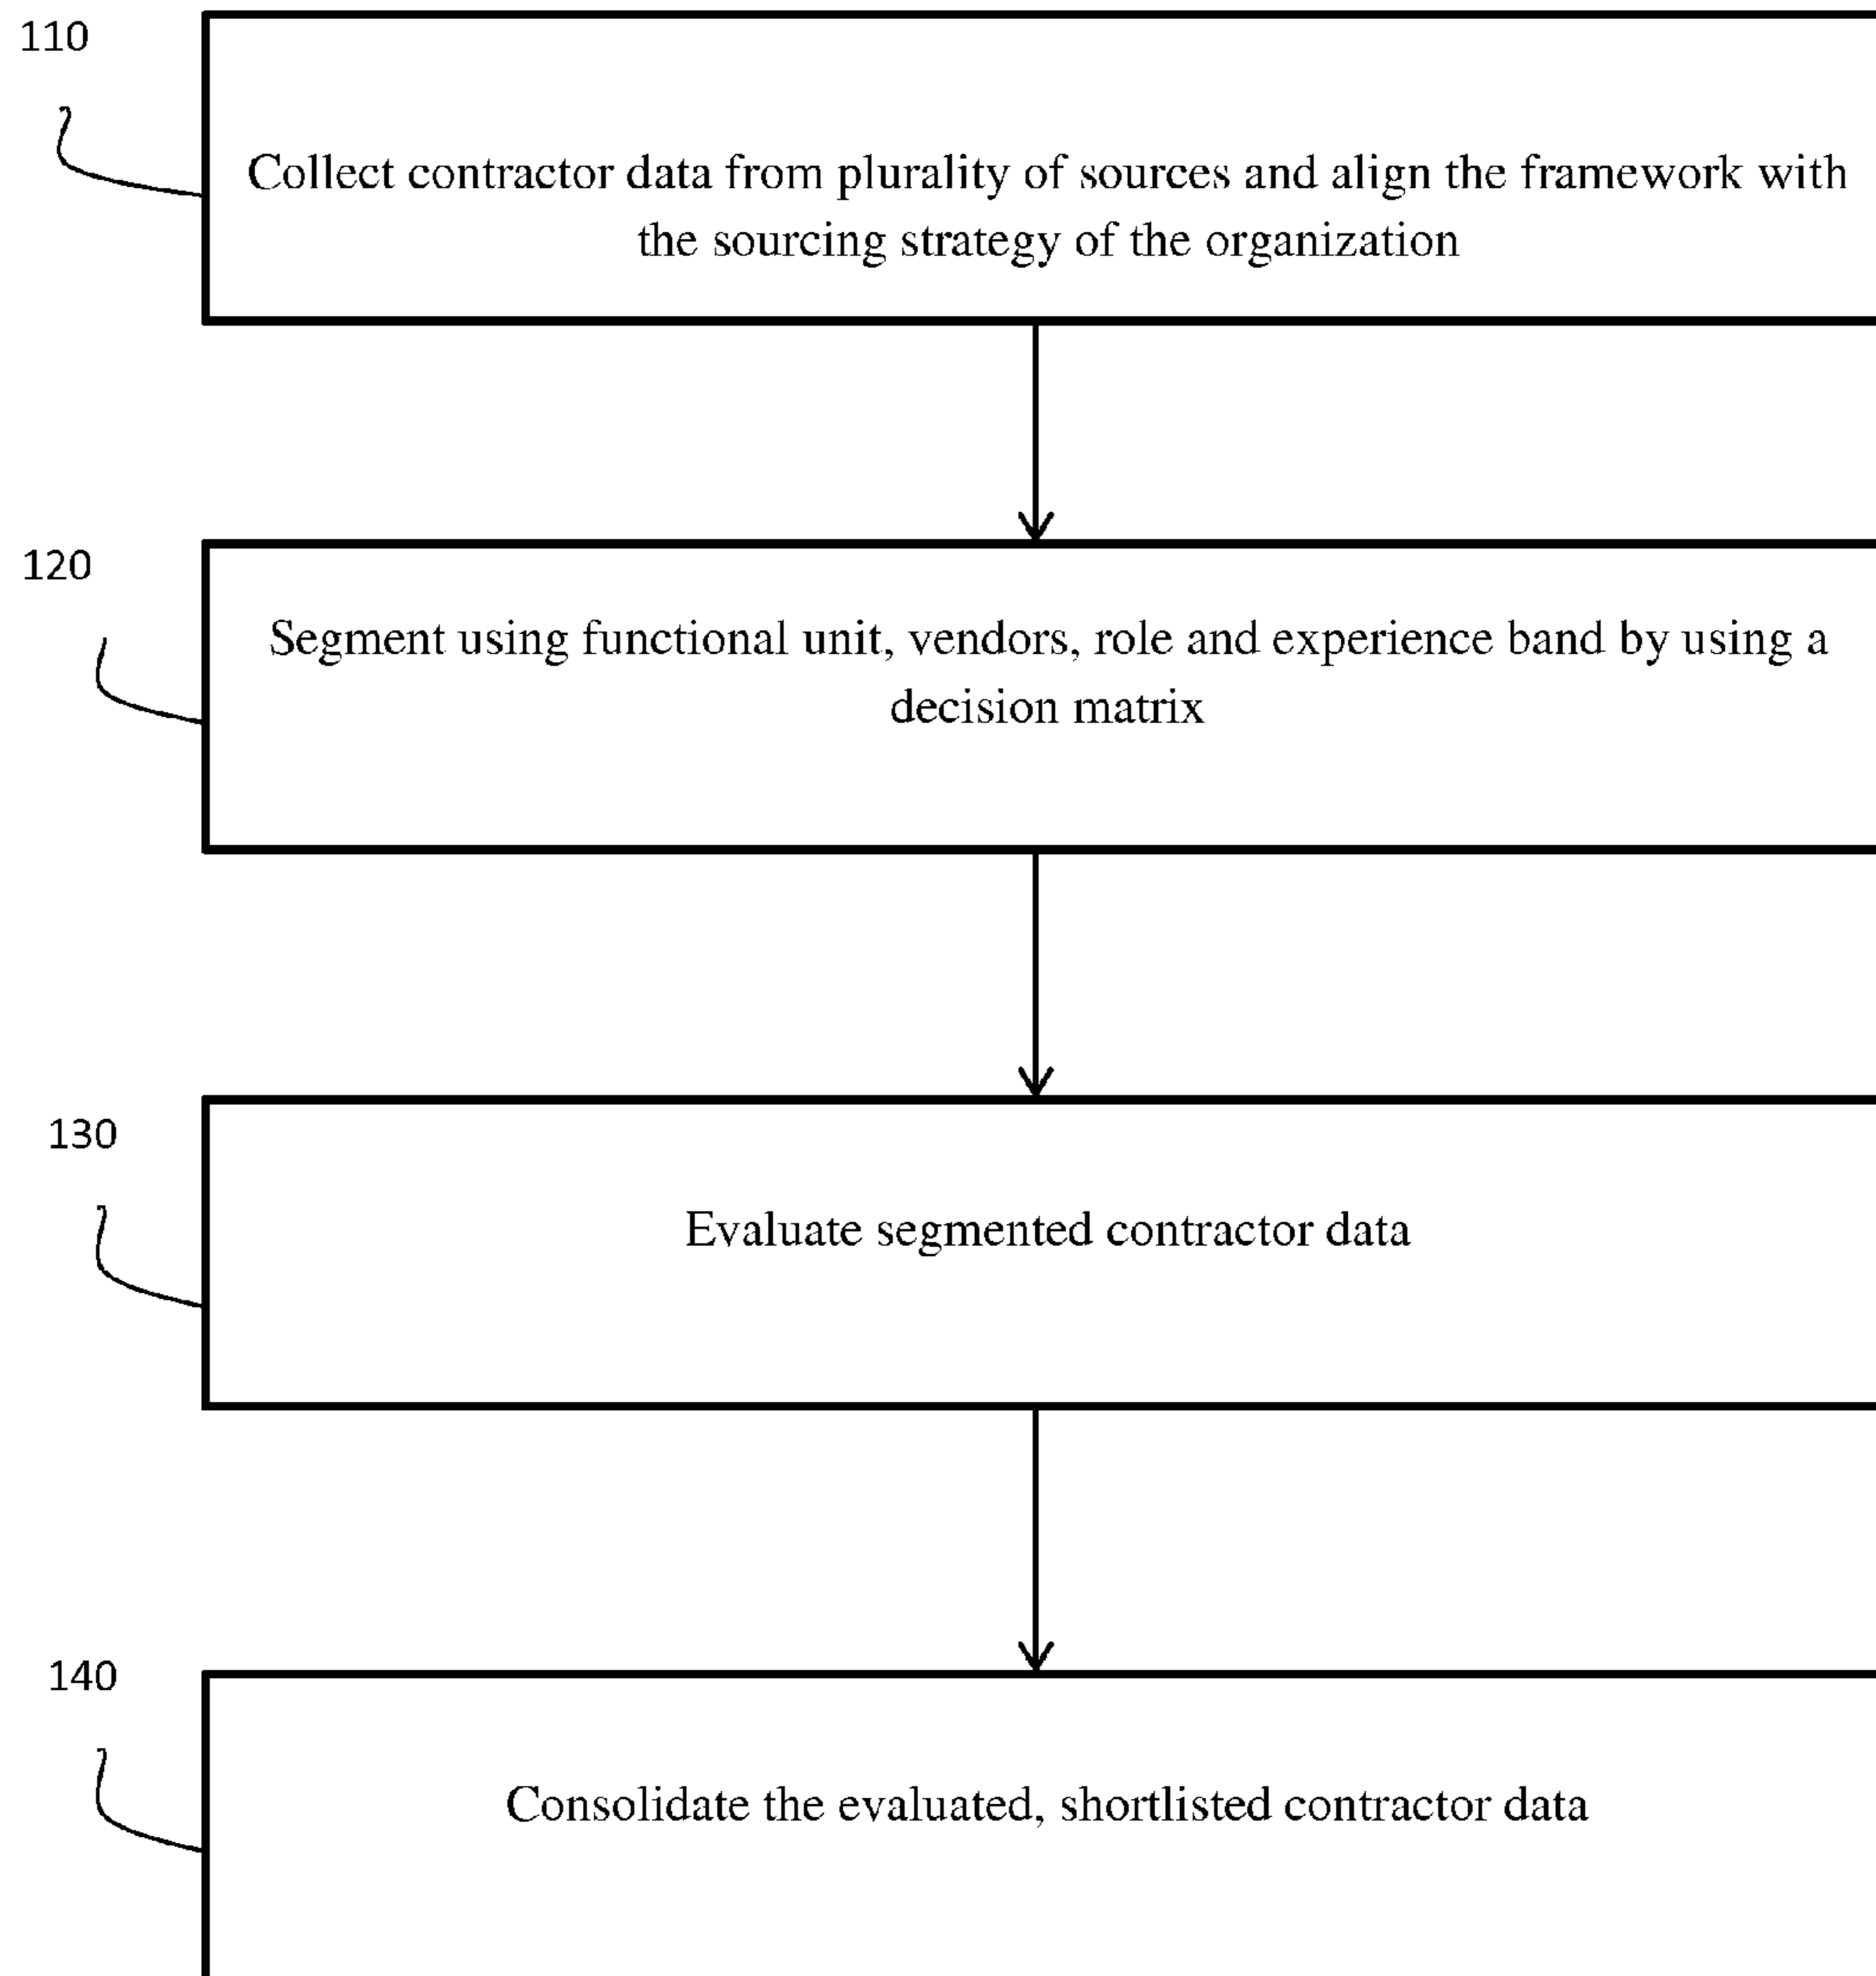 110
Collect contractor data from plurality of sources and align the framework with
the sourcing strategy of the organization
120
Segment using functional unit, vendors, role and experience band by using a
decision matrix
130
Evaluate segmented contractor data
140
Consolidate the evaluated, shortlisted contractor data